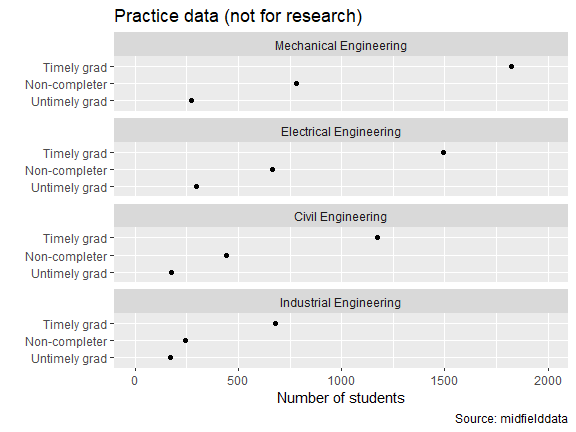 Practice data (not for research)
Mechanical Engineering
Timely grad
Non-completer
Untimely grad
Electrical Engineering
Timely grad
Non-completer
Untimely grad
Civil Engineering
Timely grad
Non-completer
Untimely grad
Industrial Engineering
Timely grad
Non-completer
Untimely grad
0 500 1000 1500 2000
Number of students
Source: midfielddata